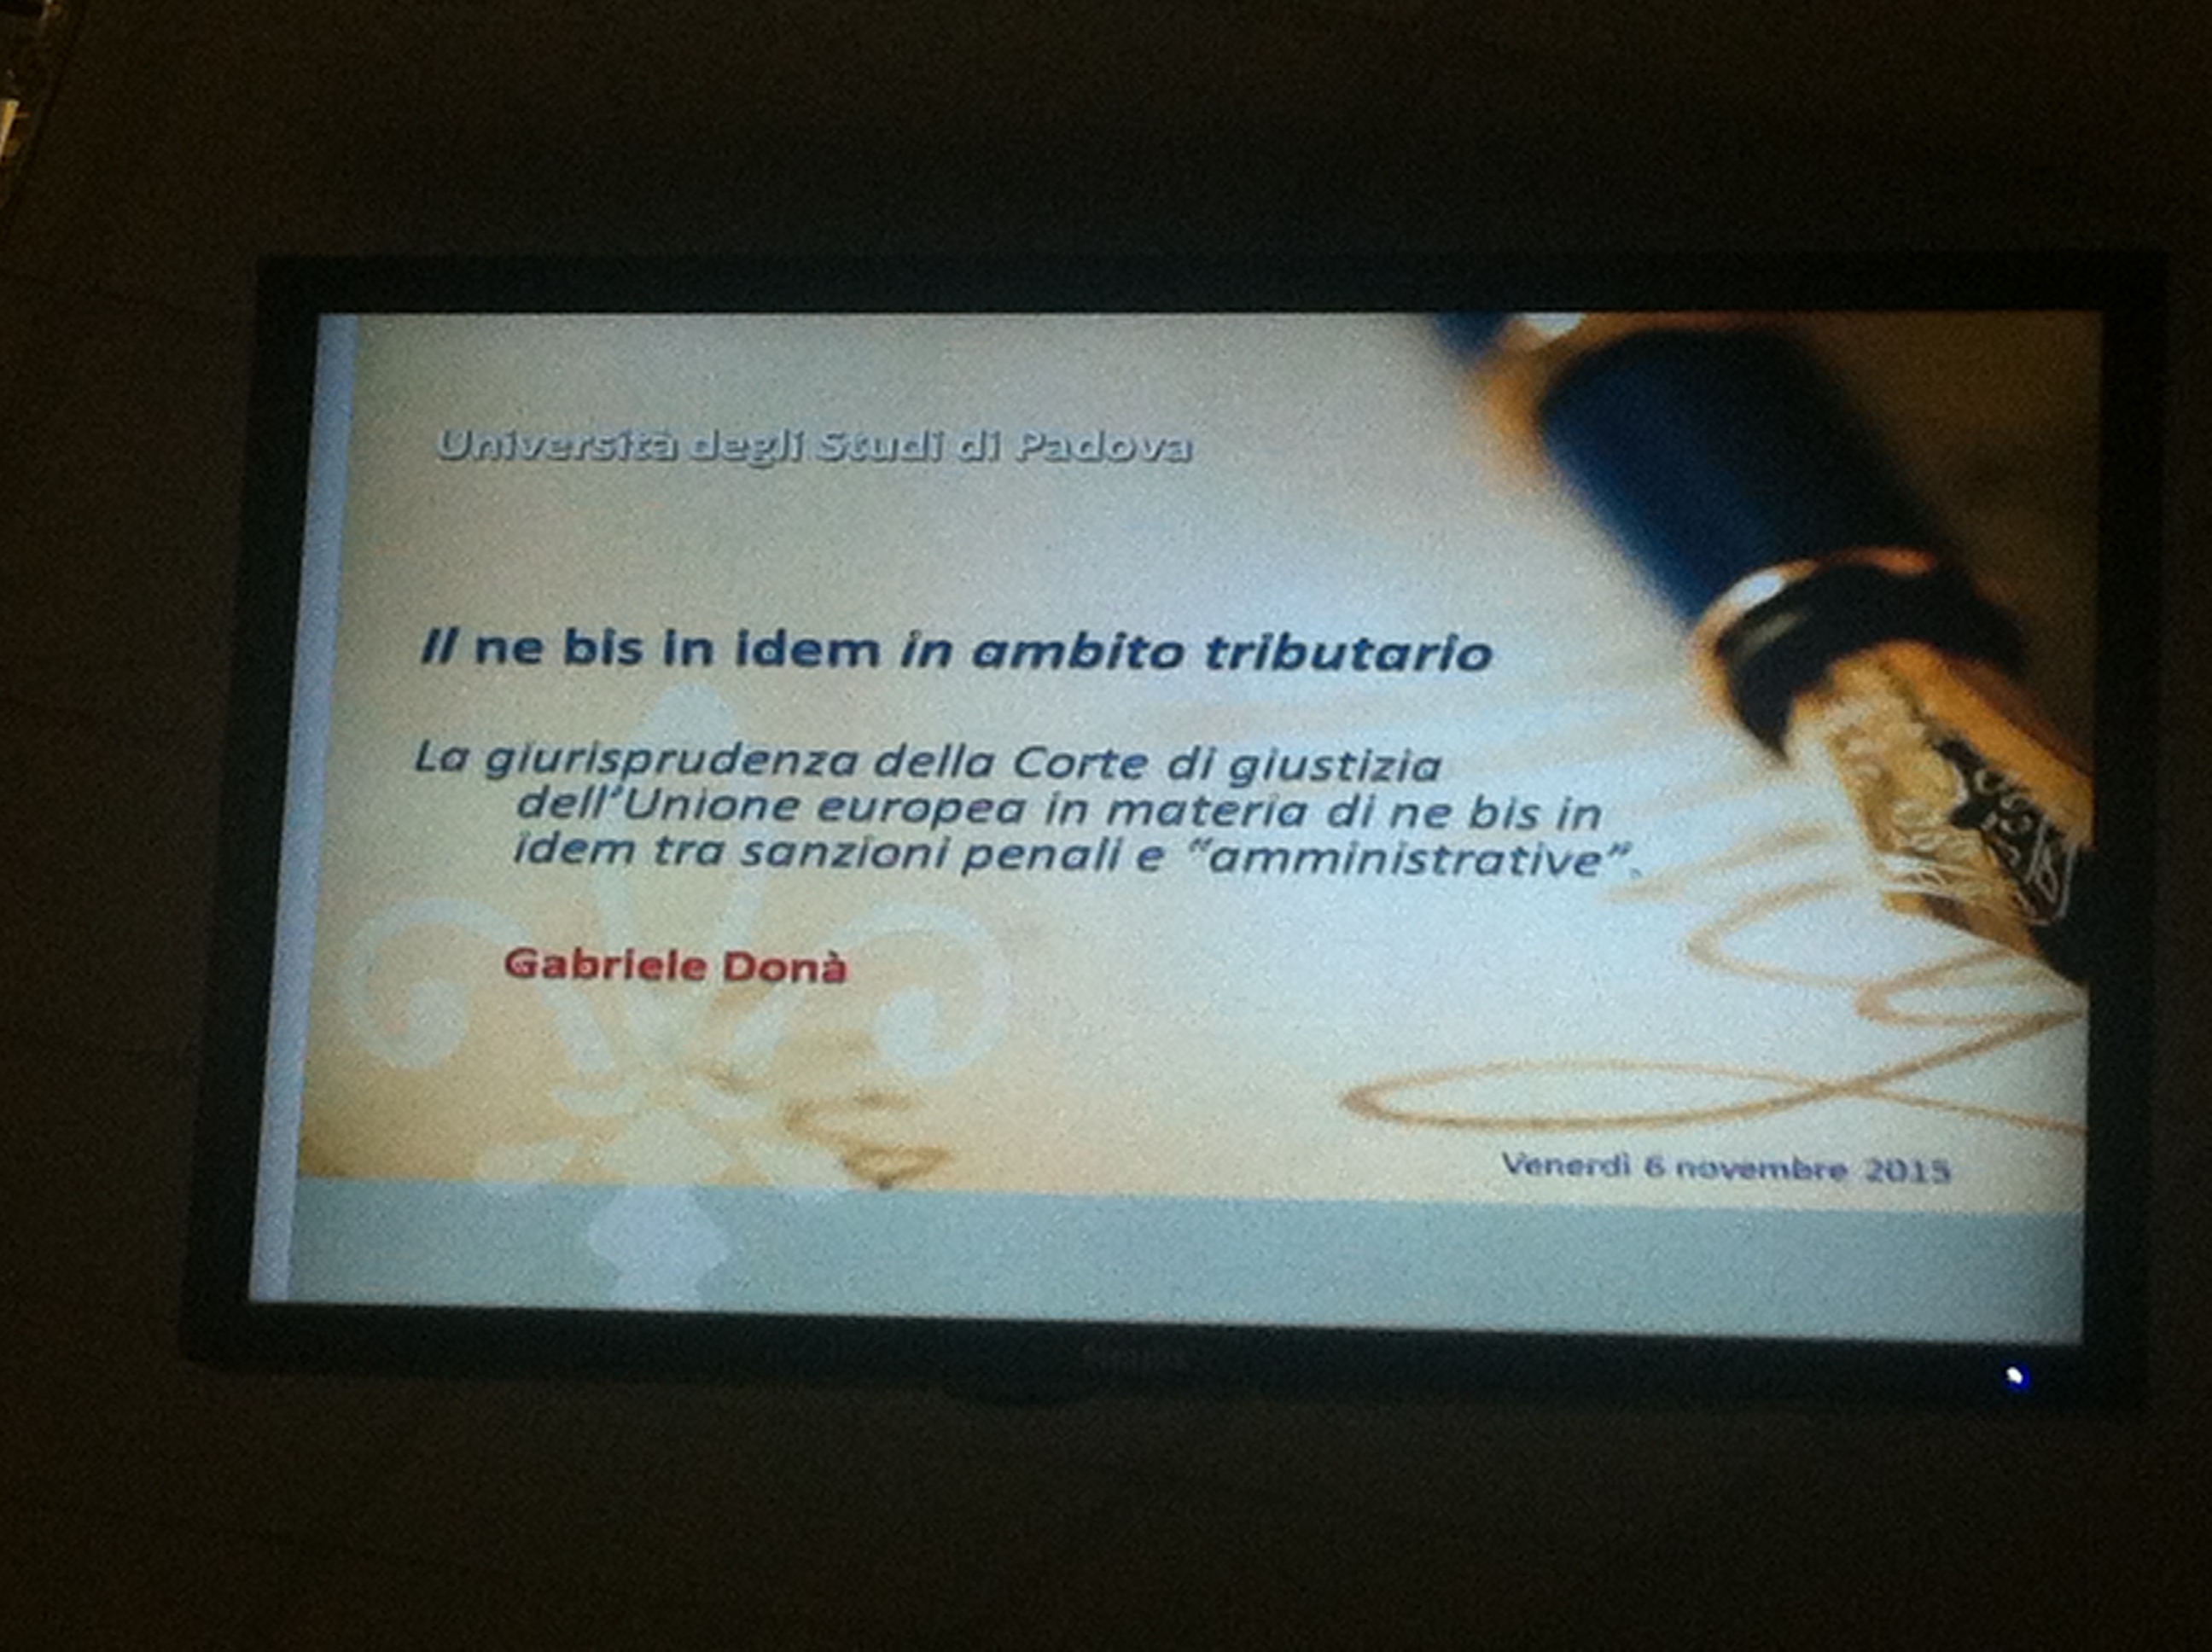 Università degli Studi di Padova
Il ne bis in idem in ambito tributario
La giurisprudenza della Corte di giustizia
dell'Unione europea in materia di ne bis in
idem tra sanzioni penali e "amministrative".
Gabriele Donà
Venerdì 6 novembre 2015